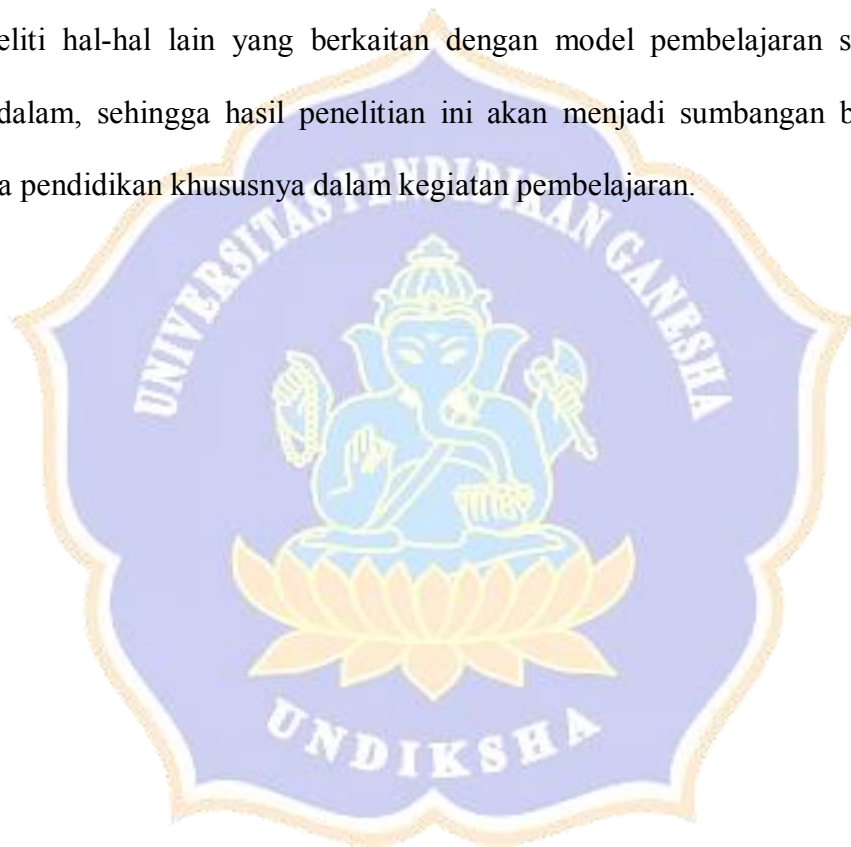 eliti hal-hal lain yang berkaitan dengan model pembelajaran s
dalam, sehingga hasil penelitian ini akan menjadi sumbangan b
a pendidikan khususnya dalam kegiatan pembelajaran.
UNIVERSITAS PENDIDIKAN GANESHA
UNDIKSHA